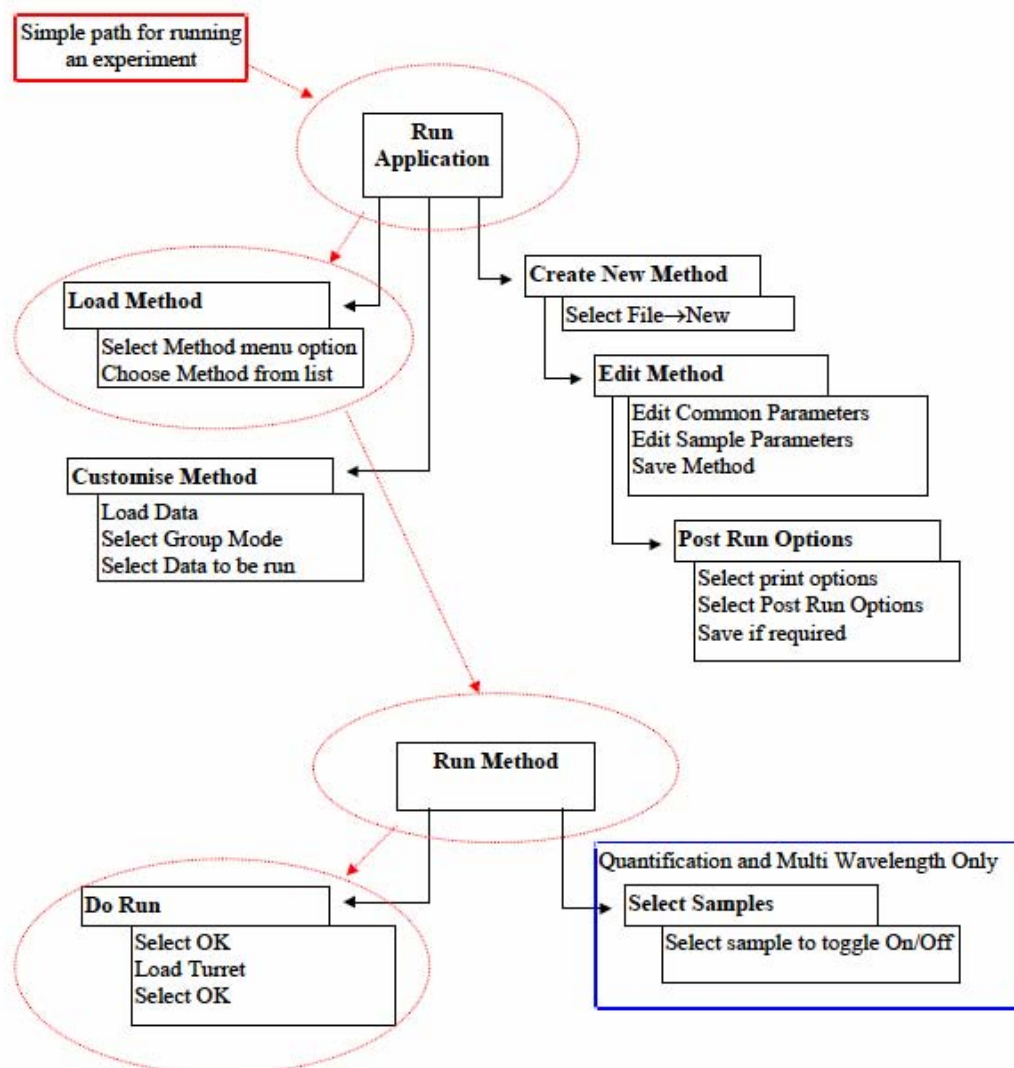 Simple path for running
an experiment
Run
Application
Load Method
Select Method menu option
Choose Method from list
Create New Method
Select File→New
Edit Method
Edit Common Parameters
Edit Sample Parameters
Save Method
Customise Method
Load Data
Select Group Mode
Select Data to be run
Post Run Options
Select print options
Select Post Run Options
Save if required
Run Method
Do Run
Select OK
Load Turret
Select OK
Quantification and Multi Wavelength Only
Select Samples
Select sample to toggle On/Off